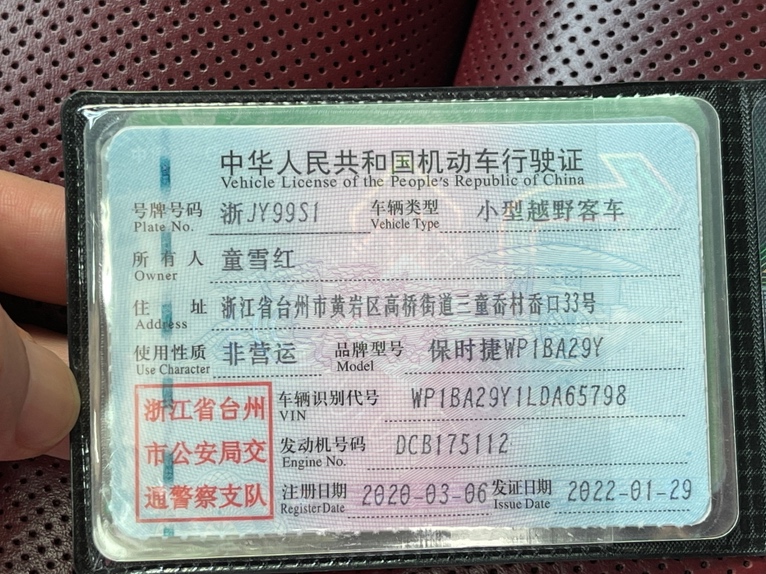 中华人民共和国机动车行驶证
Vehicle License of the People's Republic of China
号牌号码 浙JY99S1 车辆类型 小型越野客车
Plate No. Vehicle Type
所有人 童雪红
Owner
住址 浙江省台州市黄岩区高桥街道三童岙村岙口33号
Address
使用性质 非营运 品牌型号 保时捷WP1BA29Y
Use Character Model
浙江省台州
市公安局交
通警察支队
车辆识别代号 WP1BA29Y1LDA65798
VIN
发动机号码 DCB175112
Engine No.
注册日期 2020-03-06 发证日期 2022-01-29
Register Date Issue Date